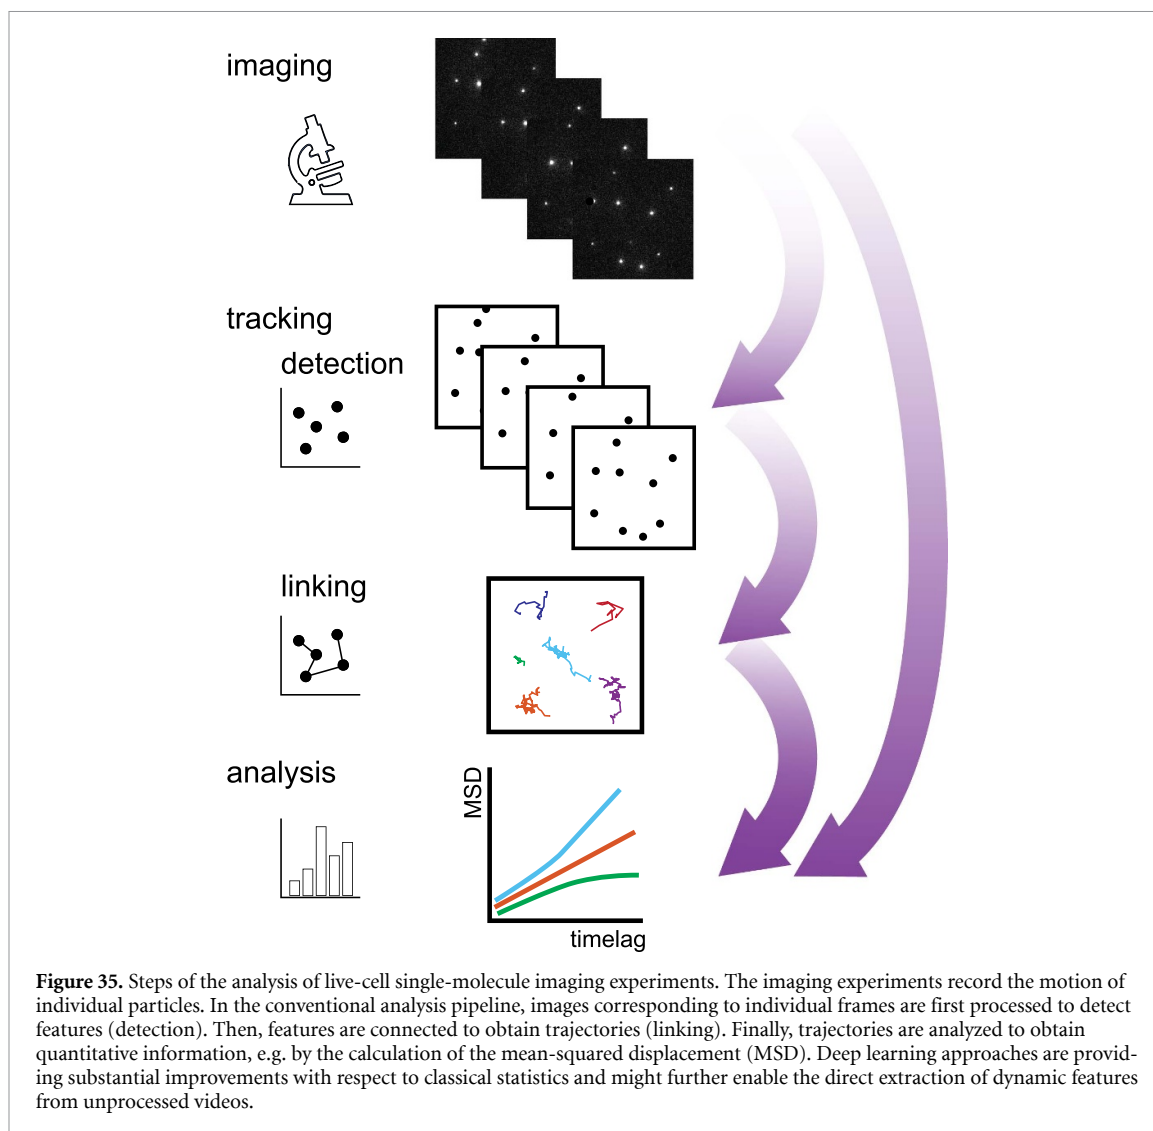 imaging
tracking
detection
linking
analysis
MSD
timelag
Figure 35. Steps of the analysis of live-cell single-molecule imaging experiments. The imaging experiments record the motion of
individual particles. In the conventional analysis pipeline, images corresponding to individual frames are first processed to detect
features (detection). Then, features are connected to obtain trajectories (linking). Finally, trajectories are analyzed to obtain
quantitative information, e.g. by the calculation of the mean-squared displacement (MSD). Deep learning approaches are provid-
ing substantial improvements with respect to classical statistics and might further enable the direct extraction of dynamic features
from unprocessed videos.